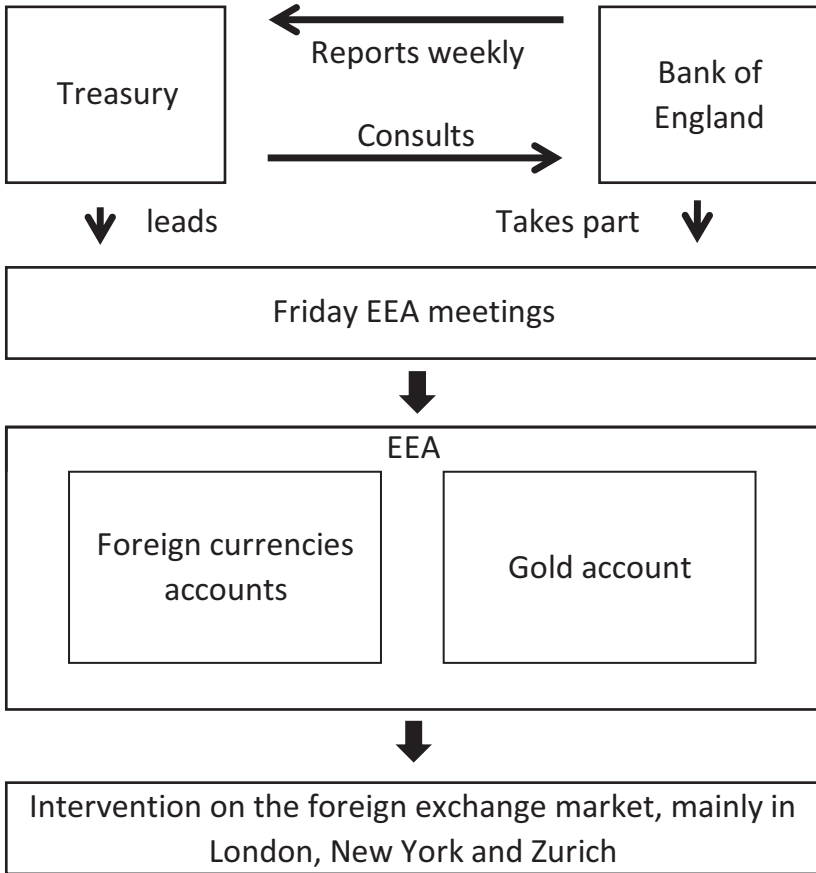 Treasury
Reports weekly
Consults
Bank of
England
leads
Takes part
Friday EEA meetings
EEA
Foreign currencies
accounts
Gold account
Intervention on the foreign exchange market, mainly in
London, New York and Zurich